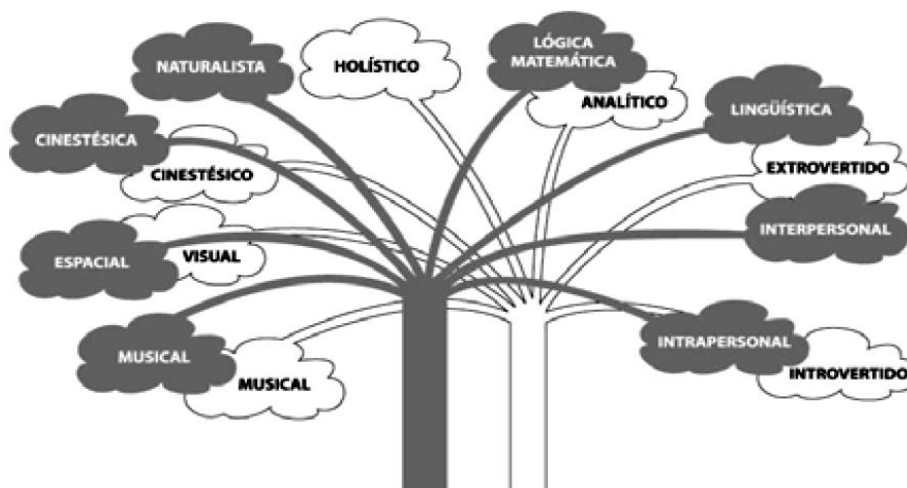 NATURALISTA
HOLÍSTICO
LÓGICA
MATEMÁTICA
ANALÍTICO
LINGÜÍSTICA
CINESTÉSICA
CINESTÉSICO
EXTROVERTIDO
INTERPERSONAL
ESPACIAL
VISUAL
MUSICAL
MUSICAL
INTRAPERSONAL
INTROVERTIDO